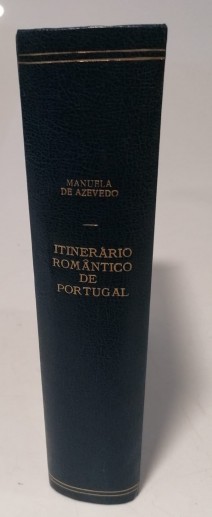 MANUELA
DE AZEVEDO
ITINERÁRIO
ROMÂNTICO
DE
PORTUGAL